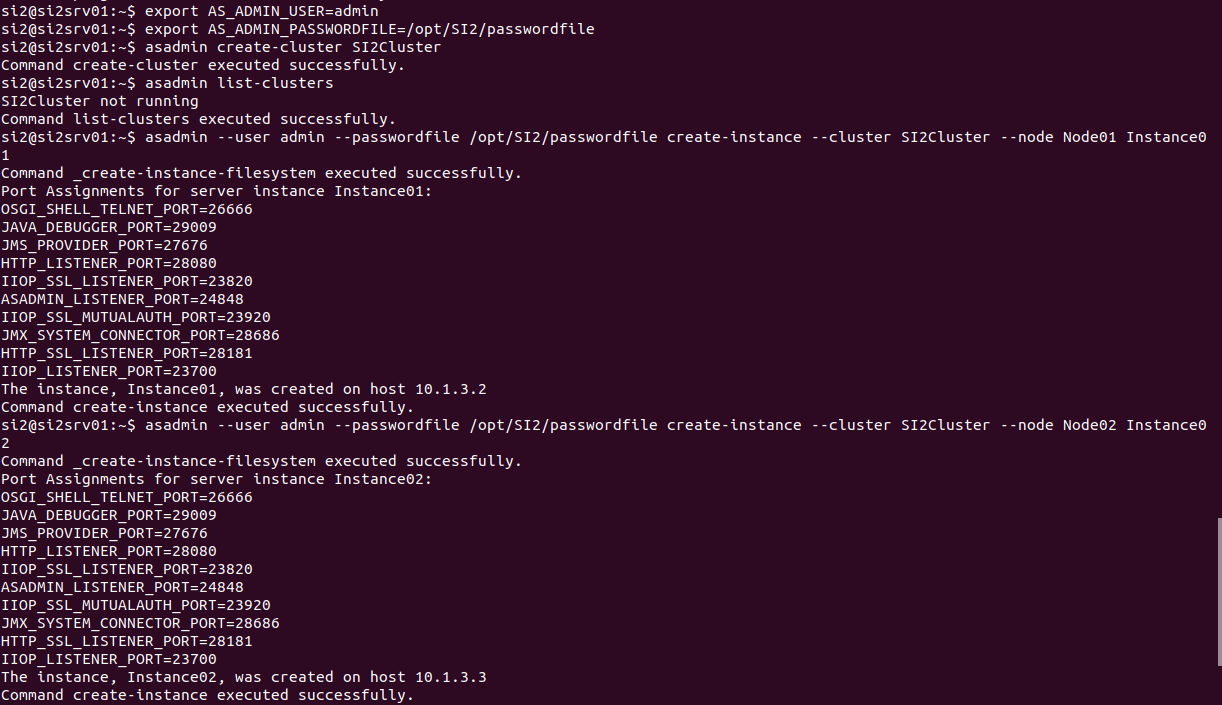 si2@si2srv01:~$ export AS_ADMIN_USER=admin
si2@si2srv01:~$ export AS_ADMIN_PASSWORDFILE=/opt/SI2/passwordfile
si2@si2srv01:~$ asadmin create-cluster SI2Cluster
Command create-cluster executed successfully.
si2@si2srv01:~$ asadmin list-clusters
SI2Cluster not running
Command list-clusters executed successfully.
si2@si2srv01:~$ asadmin --user admin --passwordfile /opt/SI2/passwordfile create-instance --cluster SI2Cluster --node Node01 Instance0
1
Command _create-instance-filesystem executed successfully.
Port Assignments for server instance Instance01:
OSGI_SHELL_TELNET_PORT=26666
JAVA_DEBUGGER_PORT=29009
JMS_PROVIDER_PORT=27676
HTTP_LISTENER_PORT=28080
IIOP_SSL_LISTENER_PORT=23820
ASADMIN_LISTENER_PORT=24848
IIOP_SSL_MUTUALAUTH_PORT=23920
JMX_SYSTEM_CONNECTOR_PORT=28686
HTTP_SSL_LISTENER_PORT=28181
IIOP_LISTENER_PORT=23700
The instance, Instance01, was created on host 10.1.3.2
Command create-instance executed successfully.
si2@si2srv01:~$ asadmin --user admin --passwordfile /opt/SI2/passwordfile create-instance --cluster SI2Cluster --node Node02 Instance0
2
Command _create-instance-filesystem executed successfully.
Port Assignments for server instance Instance02:
OSGI_SHELL_TELNET_PORT=26666
JAVA_DEBUGGER_PORT=29009
JMS_PROVIDER_PORT=27676
HTTP_LISTENER_PORT=28080
IIOP_SSL_LISTENER_PORT=23820
ASADMIN_LISTENER_PORT=24848
IIOP_SSL_MUTUALAUTH_PORT=23920
JMX_SYSTEM_CONNECTOR_PORT=28686
HTTP_SSL_LISTENER_PORT=28181
IIOP_LISTENER_PORT=23700
The instance, Instance02, was created on host 10.1.3.3
Command create-instance executed successfully.